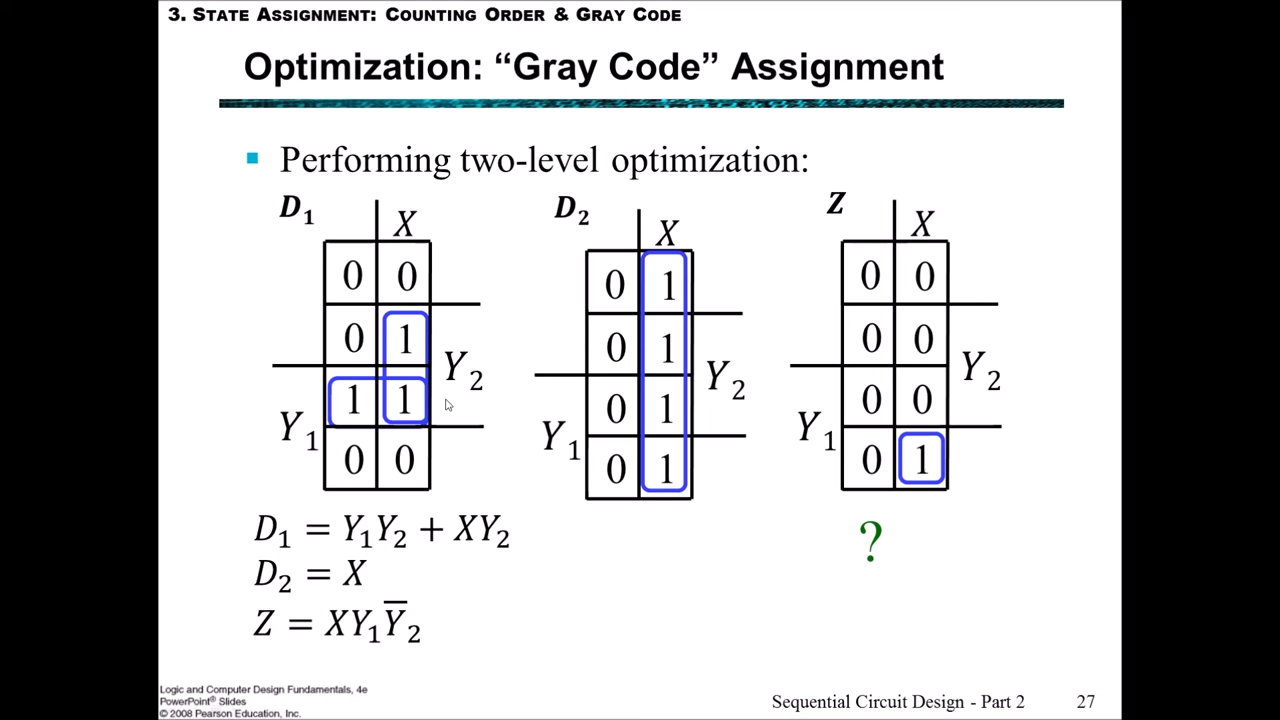 3. STATE ASSIGNMENT: COUNTING ORDER & GRAY CODE
Optimization: “Gray Code” Assignment
▪ Performing two-level optimization:
D₁ X
0 0
0 1
1 1
0 0
Y₂
Y₁
D₂ X
0 1
0 1
0 1
0 1
Y₂
Y₁
Z X
0 0
0 0
0 0
0 1
Y₂
Y₁
D₁ = Y₁Y₂ + XY₂
D₂ = X
Z = XY₁Y̅₂
?
Logic and Computer Design Fundamentals, 4e
PowerPoint® Slides
© 2008 Pearson Education, Inc.
Sequential Circuit Design - Part 2 27